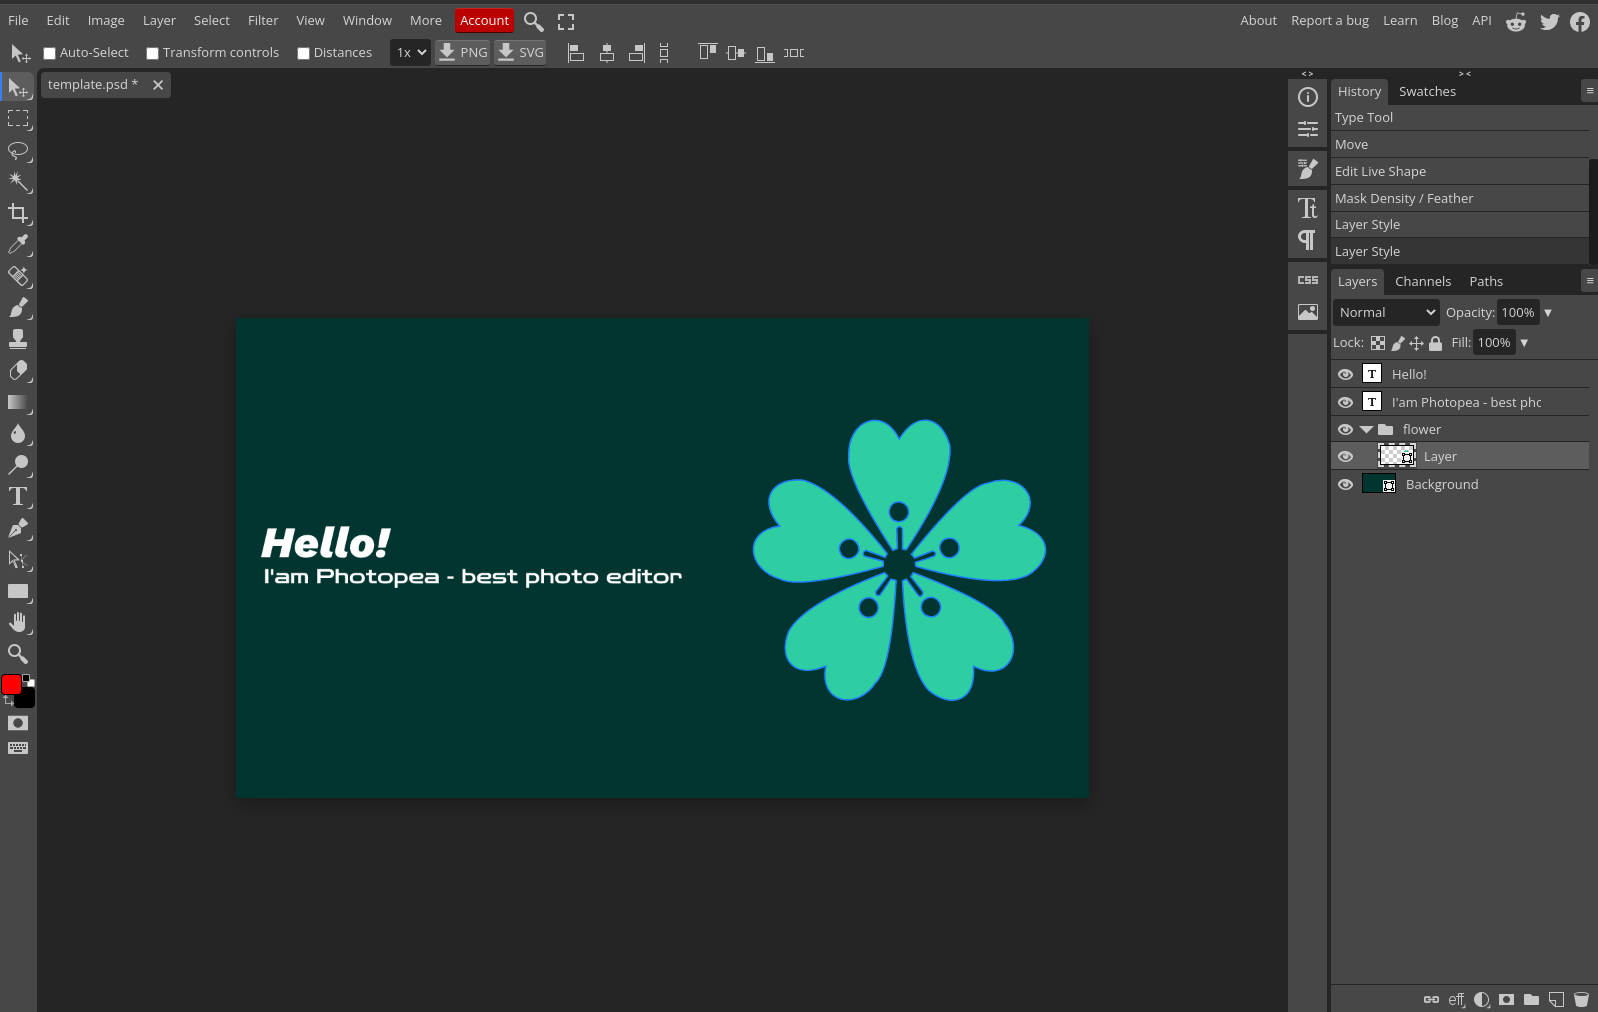 File Edit Image Layer Select Filter View Window More Account About Report a bug Learn Blog API
Auto-Select Transform controls Distances 1x PNG SVG
template.psd *
History Swatches
Type Tool
Move
Edit Live Shape
Mask Density / Feather
Layer Style
Layer Style
Layers Channels Paths
Normal Opacity: 100%
Lock: Fill: 100%
T Hello!
T I'am Photopea - best phc
flower
Layer
Background
CSS
Tt
Hello!
I'am Photopea - best photo editor
T
eff